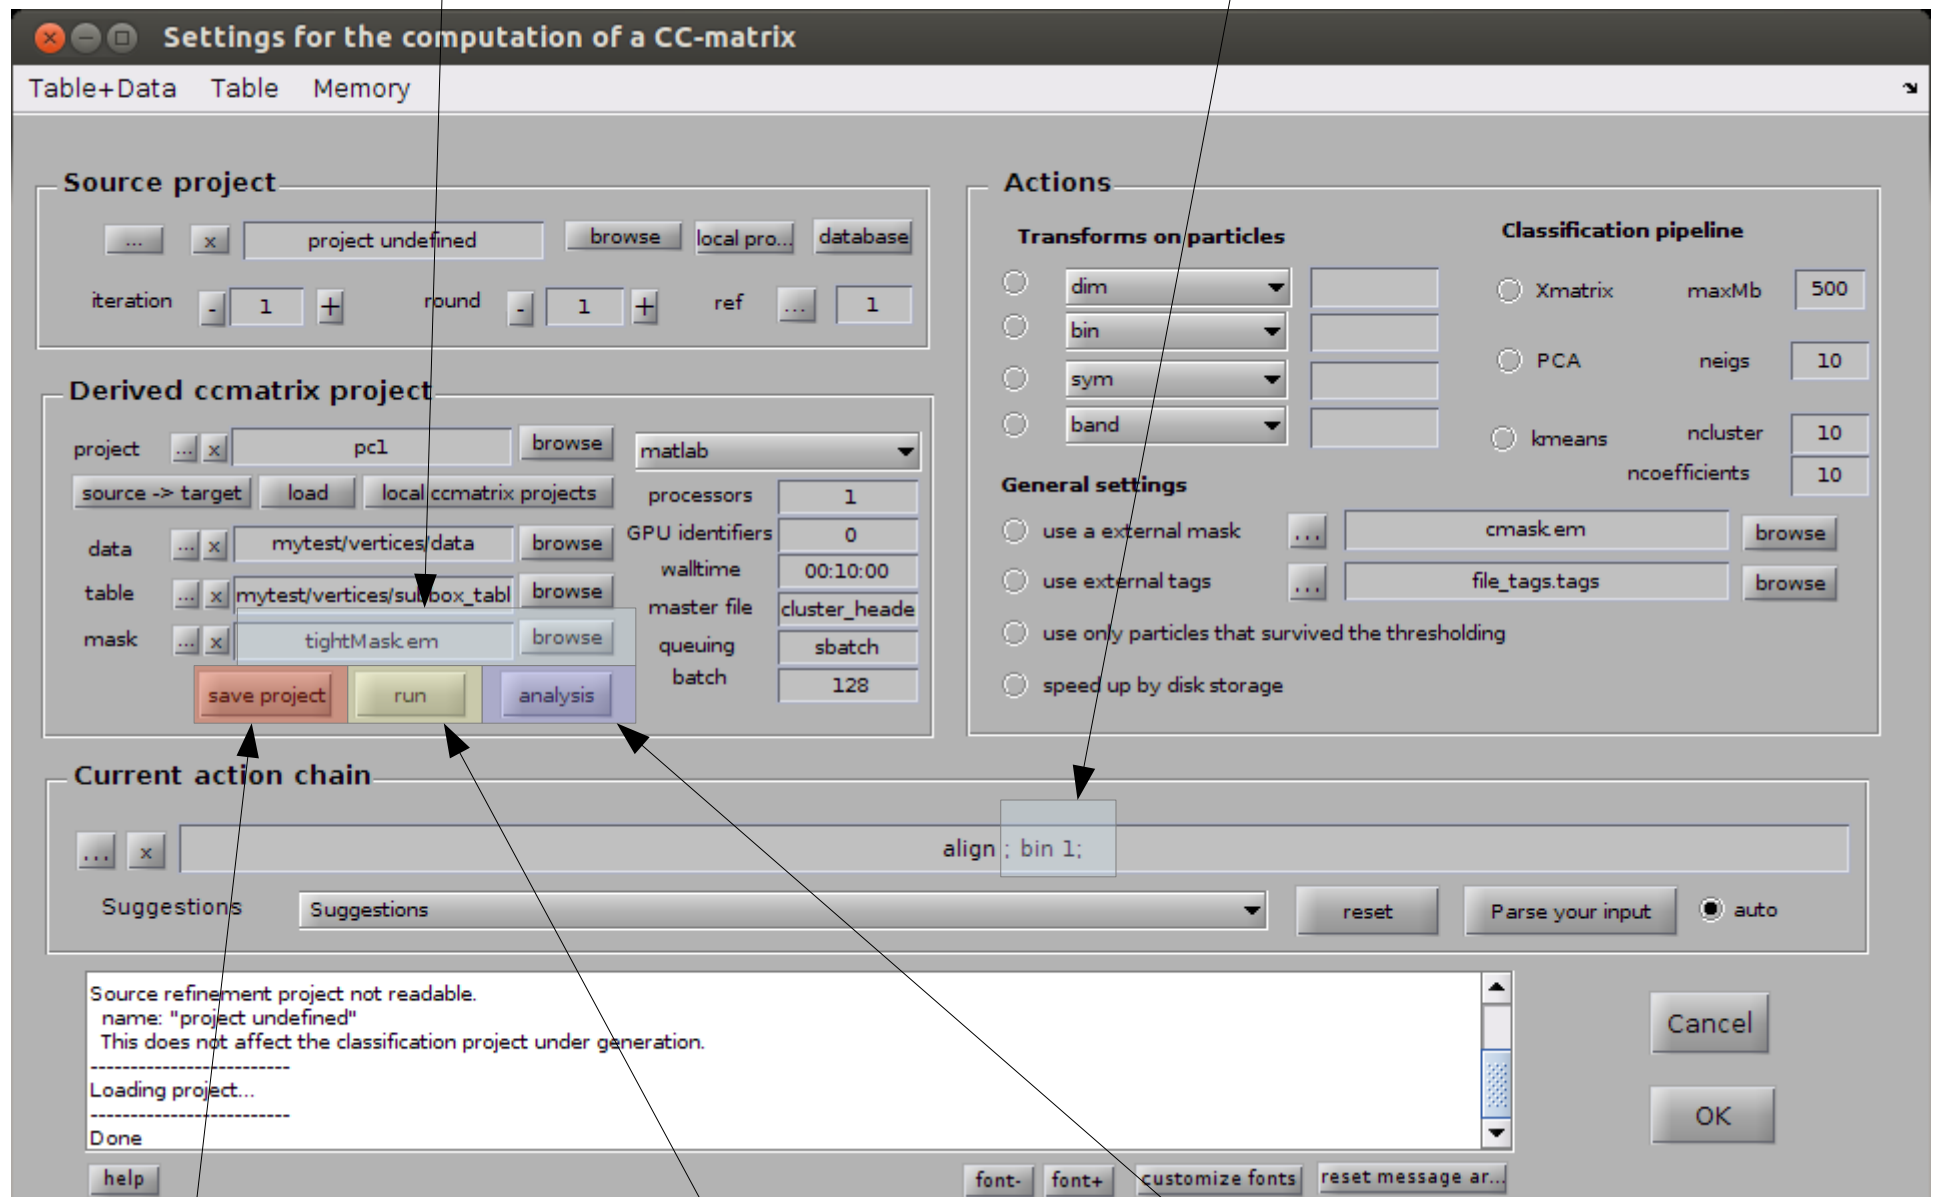 Settings for the computation of a CC-matrix
Table+Data Table Memory
Source project
... x project undefined browse local pro... database
iteration - 1 + round - 1 + ref ... 1
Derived ccmatrix project
project ... x pc1 browse
source -> target load local ccmatrix projects
data ... x mytest/vertices/data browse
table ... x mytest/vertices/subbox_tabl browse
mask ... x tightMask.em browse
save project run analysis
matlab
processors 1
GPU identifiers 0
walltime 00:10:00
master file cluster_heade
queuing sbatch
batch 128
Actions
Transforms on particles
dim
bin
sym
band
Classification pipeline
Xmatrix maxMb 500
PCA neigs 10
kmeans ncluster 10
ncoefficients 10
General settings
use a external mask ... cmask.em browse
use external tags ... file_tags.tags browse
use only particles that survived the thresholding
speed up by disk storage
Current action chain
... x align ; bin 1;
Suggestions Suggestions reset Parse your input auto
Source refinement project not readable.
name: "project undefined"
This does not affect the classification project under generation.
-------------------------
Loading project...
-------------------------
Done
Cancel
OK
help font- font+ customize fonts reset message ar...